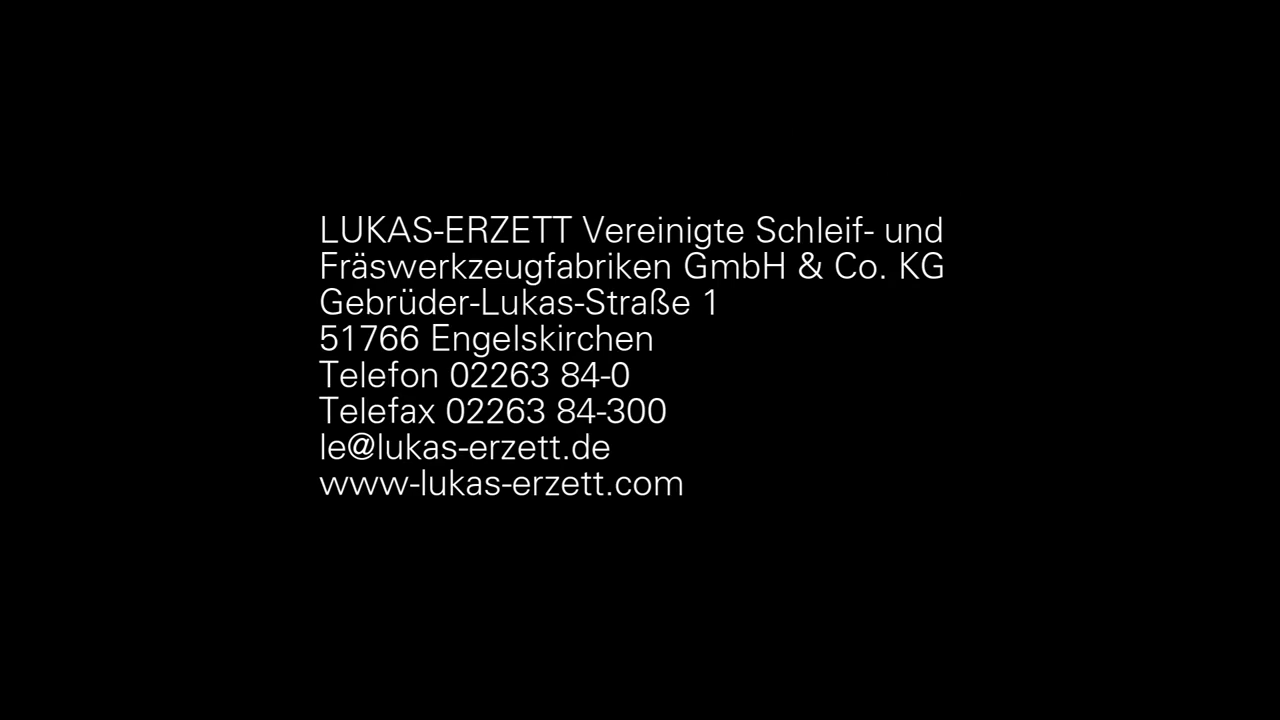 LUKAS-ERZETT Vereinigte Schleif- und
Fräswerkzeugfabriken GmbH & Co. KG
Gebrüder-Lukas-Straße 1
51766 Engelskirchen
Telefon 02263 84-0
Telefax 02263 84-300
le@lukas-erzett.de
www-lukas-erzett.com